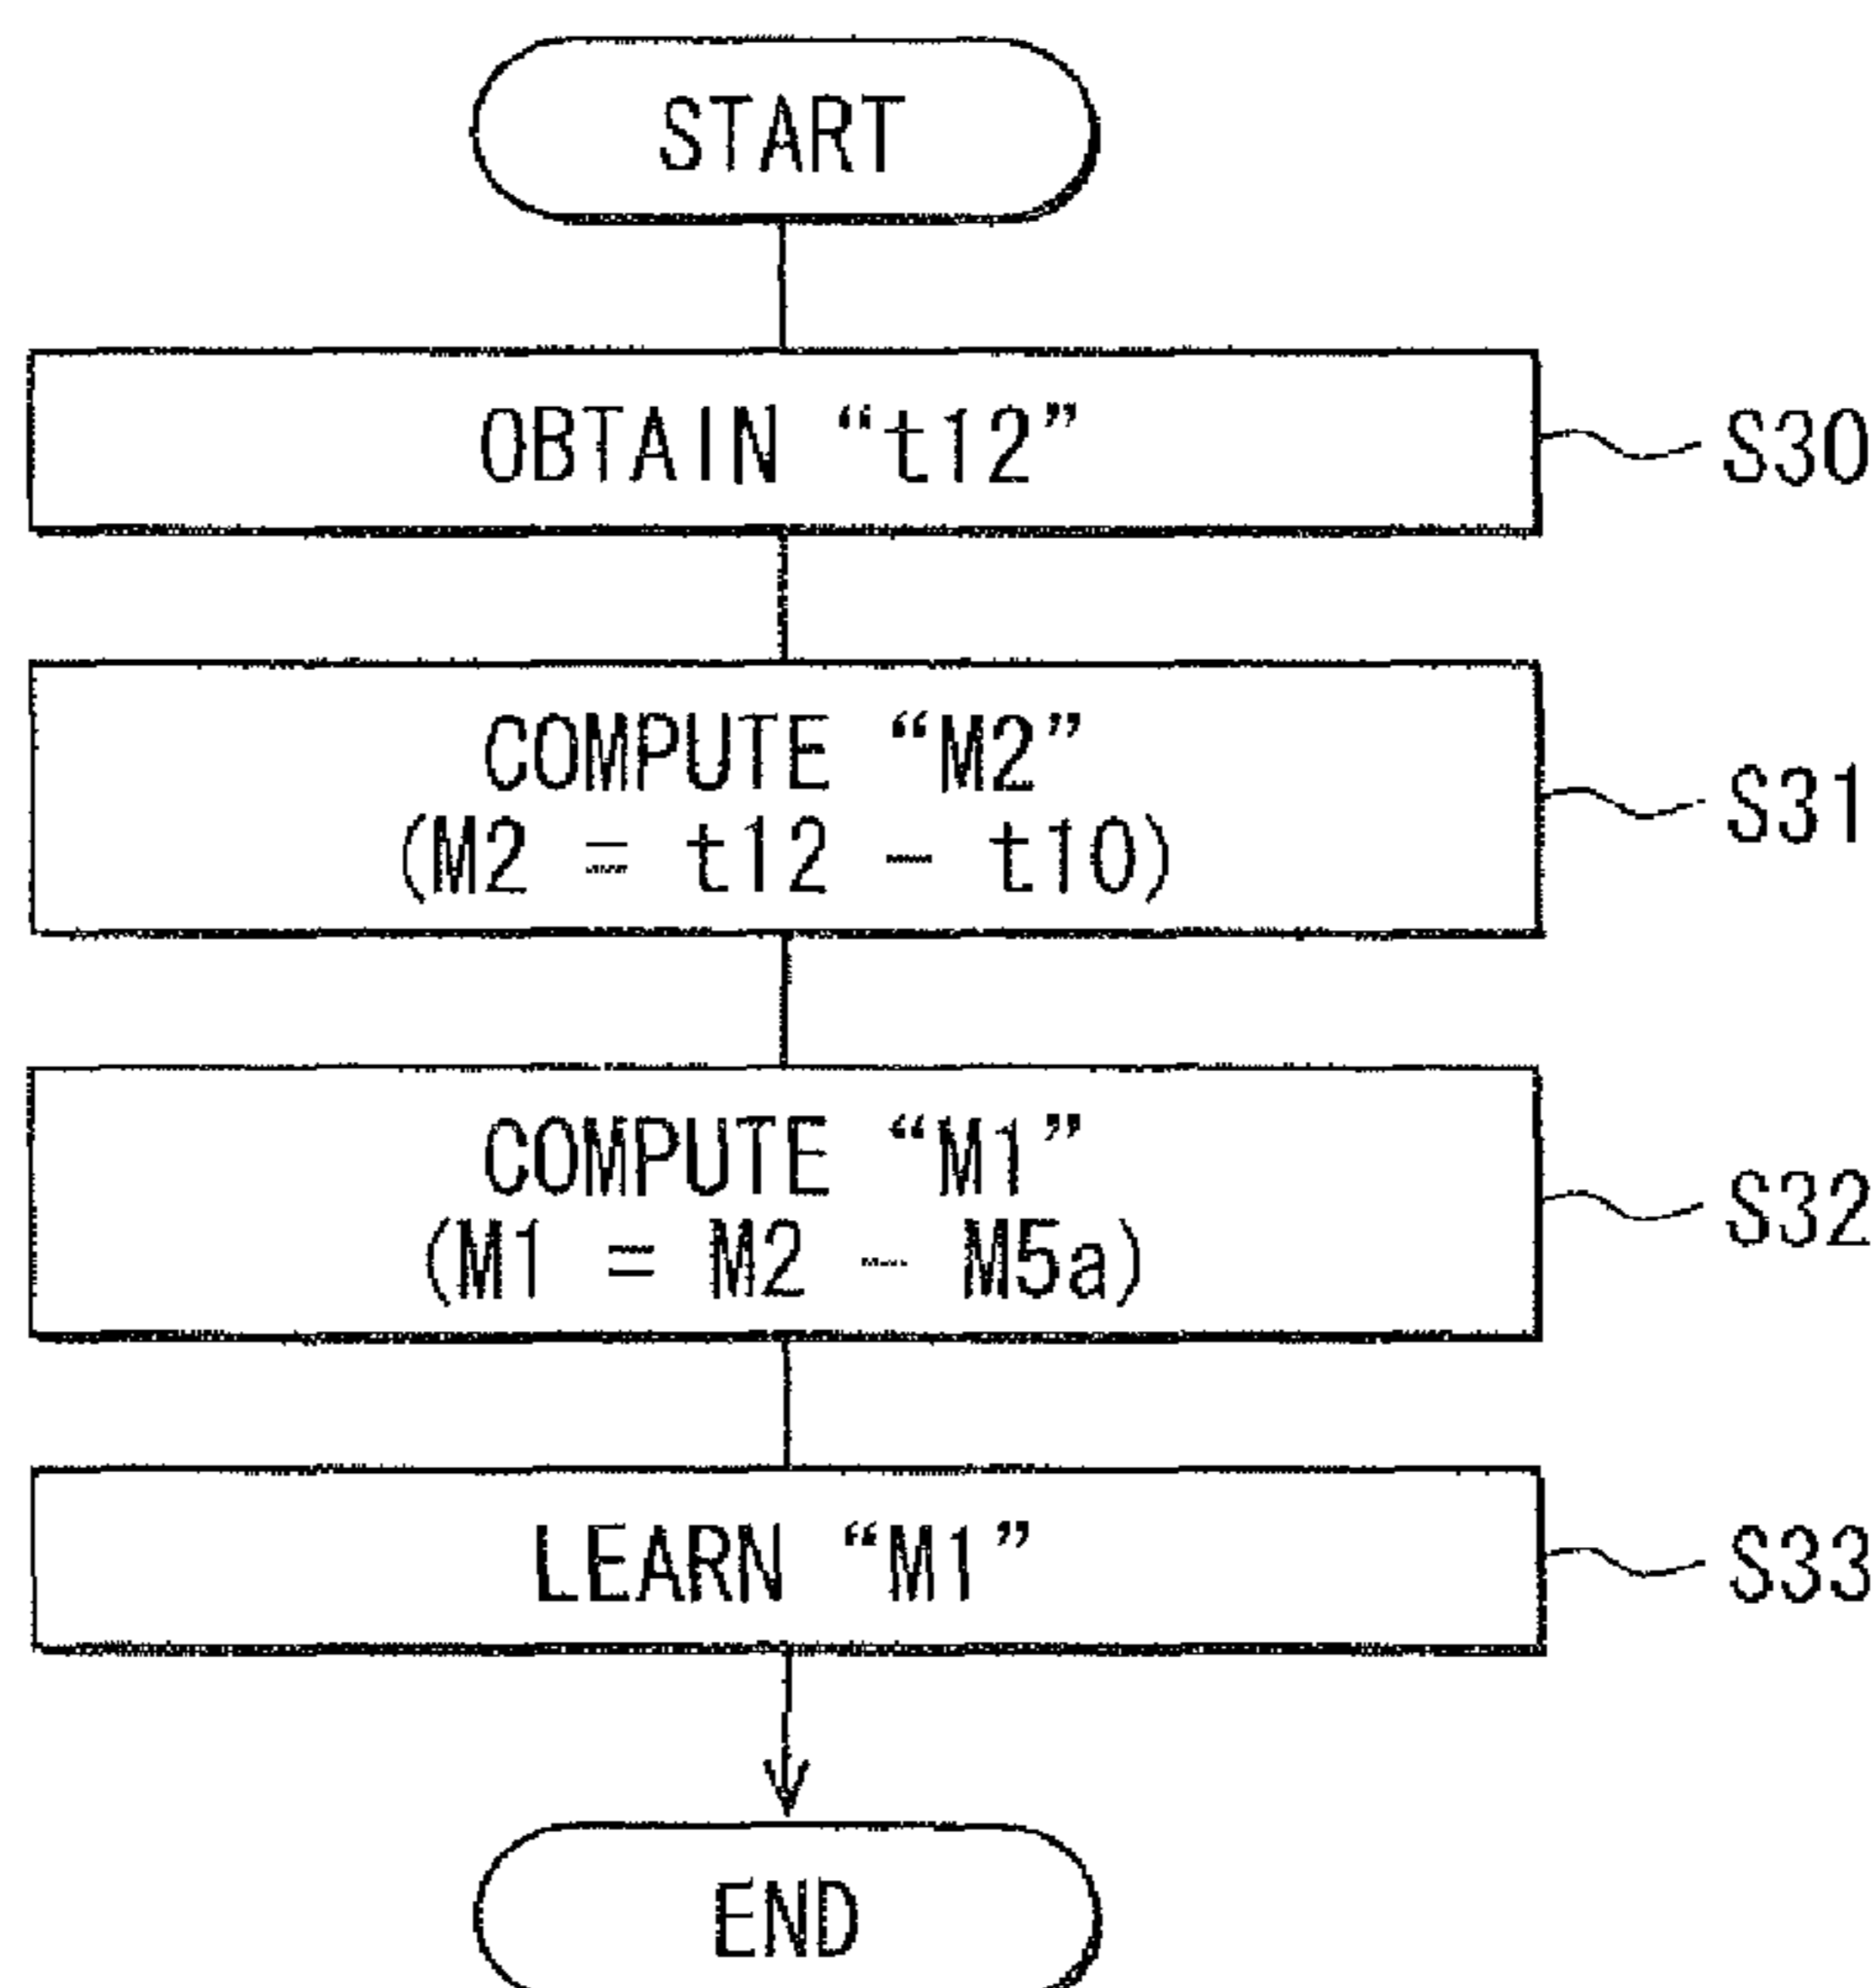 START
OBTAIN “t12”
S30
COMPUTE “M2”
(M2 = t12 - t10)
S31
COMPUTE “M1”
(M1 = M2 - M5a)
S32
LEARN “M1”
S33
END